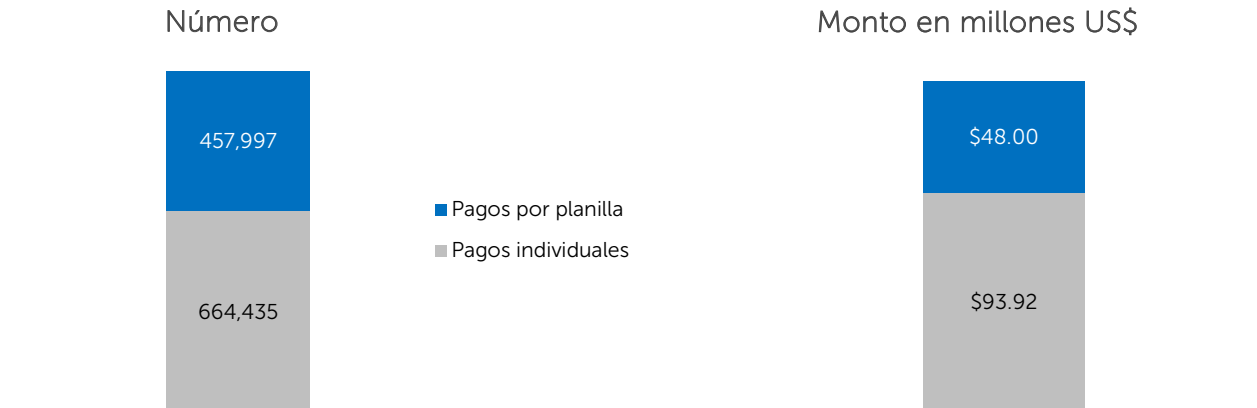 Número
457,997
664,435
Pagos por planilla
Pagos individuales
Monto en millones US$
$48.00
$93.92